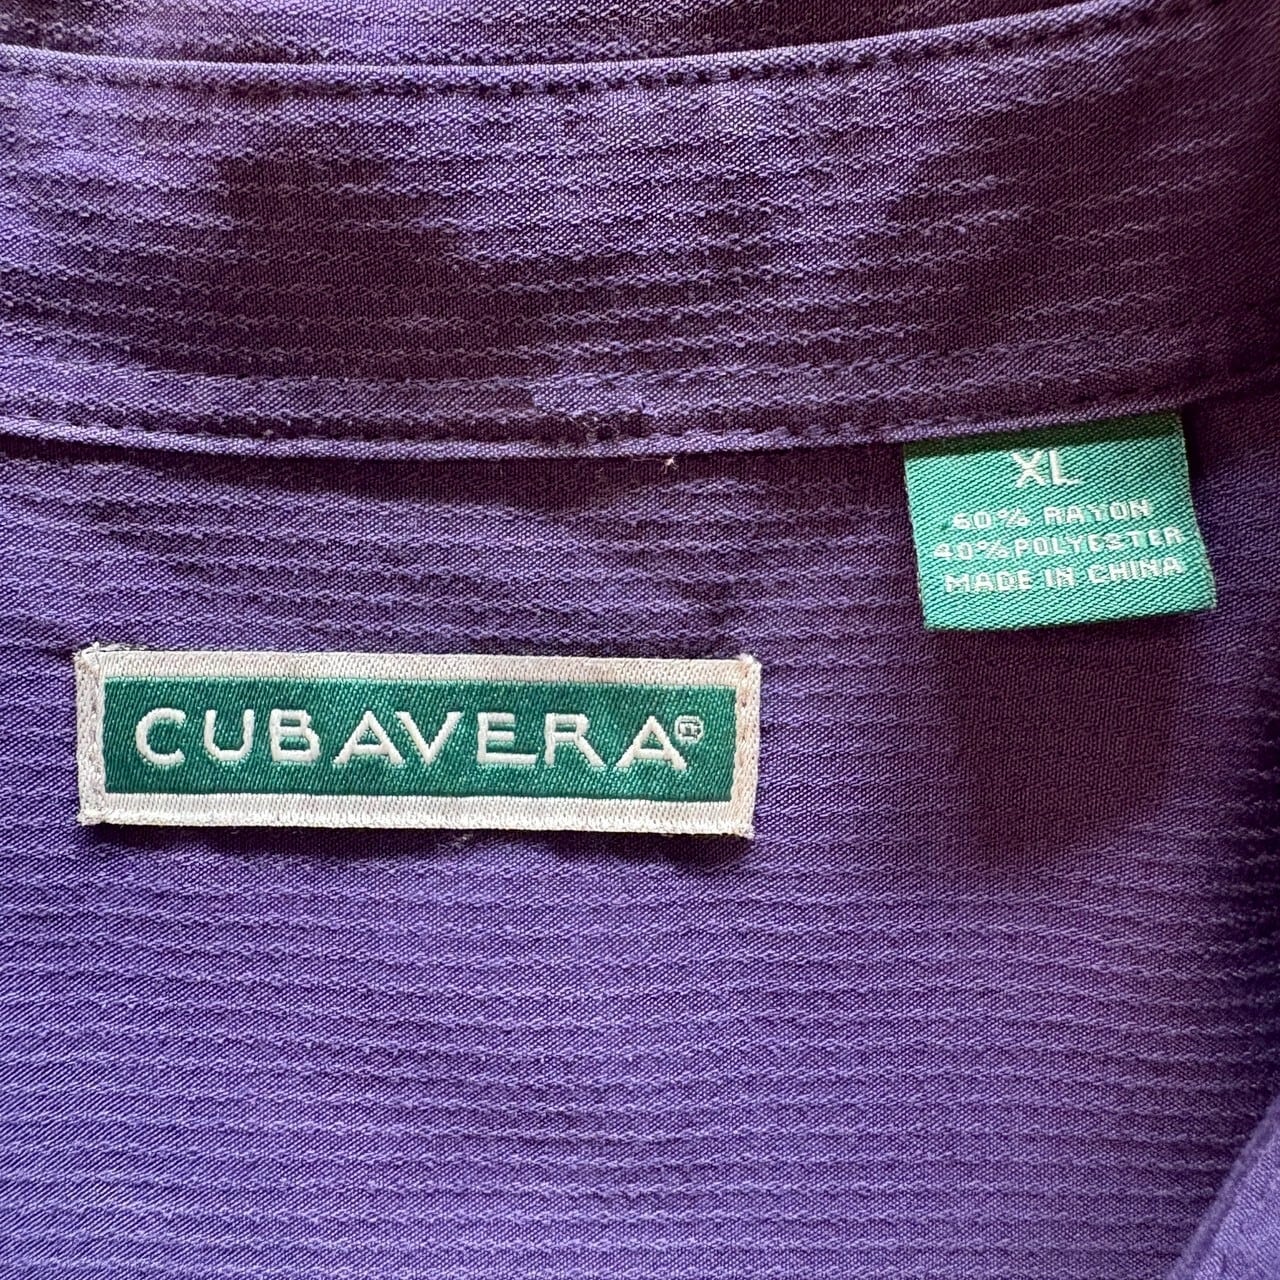 XL
60% RAYON
40% POLYESTER
MADE IN CHINA
CUBAVERA®